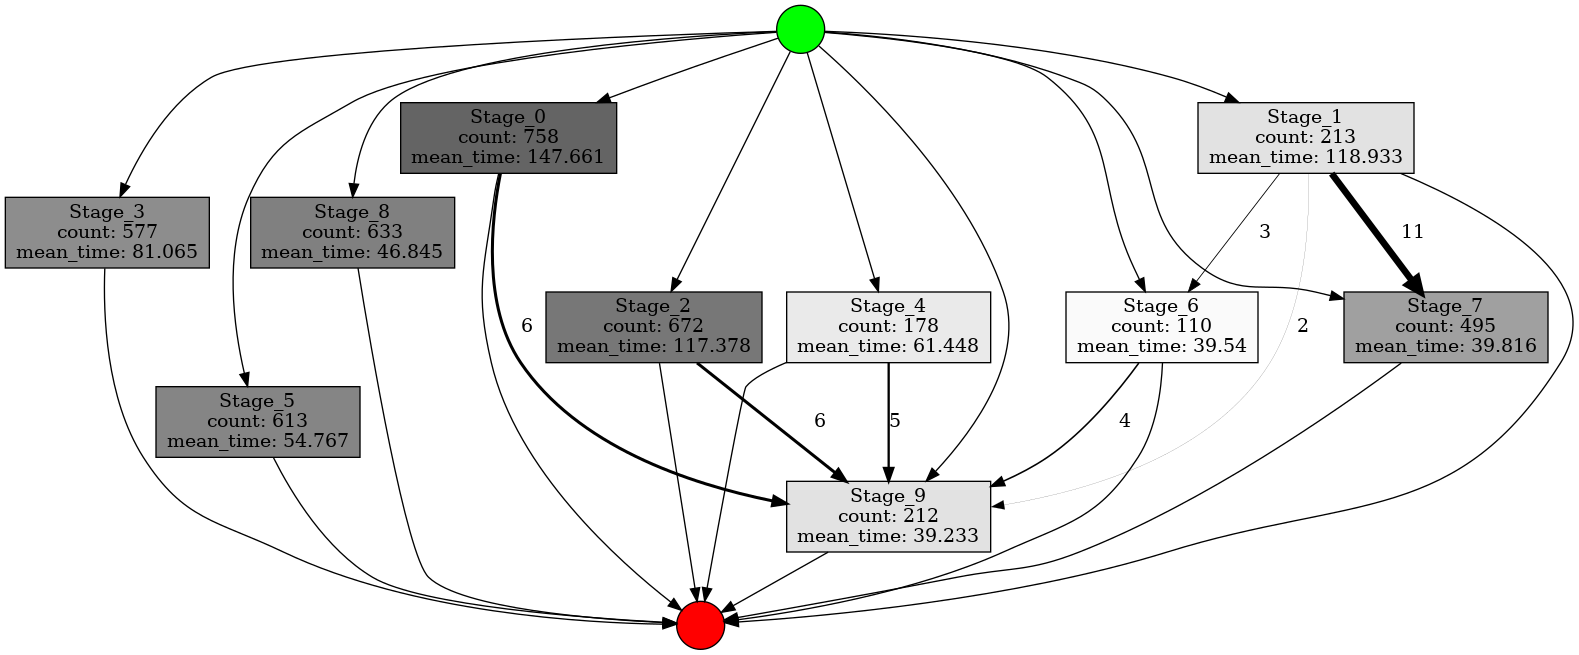 Stage_0
count: 758
mean_time: 147.661
Stage_1
count: 213
mean_time: 118.933
Stage_3
count: 577
mean_time: 81.065
Stage_8
count: 633
mean_time: 46.845
3
11
Stage_2
count: 672
mean_time: 117.378
Stage_4
count: 178
mean_time: 61.448
Stage_6
count: 110
mean_time: 39.54
Stage_7
count: 495
mean_time: 39.816
6
2
Stage_5
count: 613
mean_time: 54.767
6
5
4
Stage_9
count: 212
mean_time: 39.233